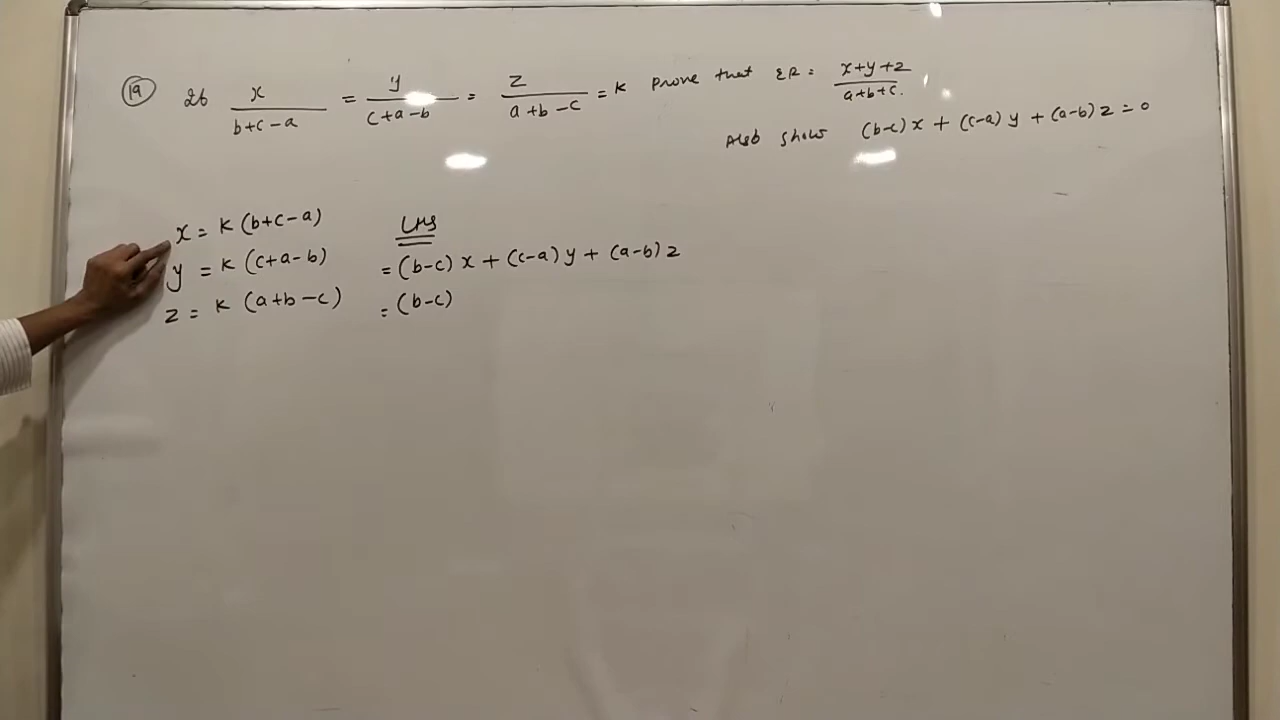 19 If x/(b+c-a) = y/(c+a-b) = z/(a+b-c) = k prove that ER = x+y+z/(a+b+c).
Also show (b-c)x + (c-a)y + (a-b)z = 0
x = k(b+c-a)
y = k(c+a-b)
z = k(a+b-c)
LHS
= (b-c)x + (c-a)y + (a-b)z
= (b-c)